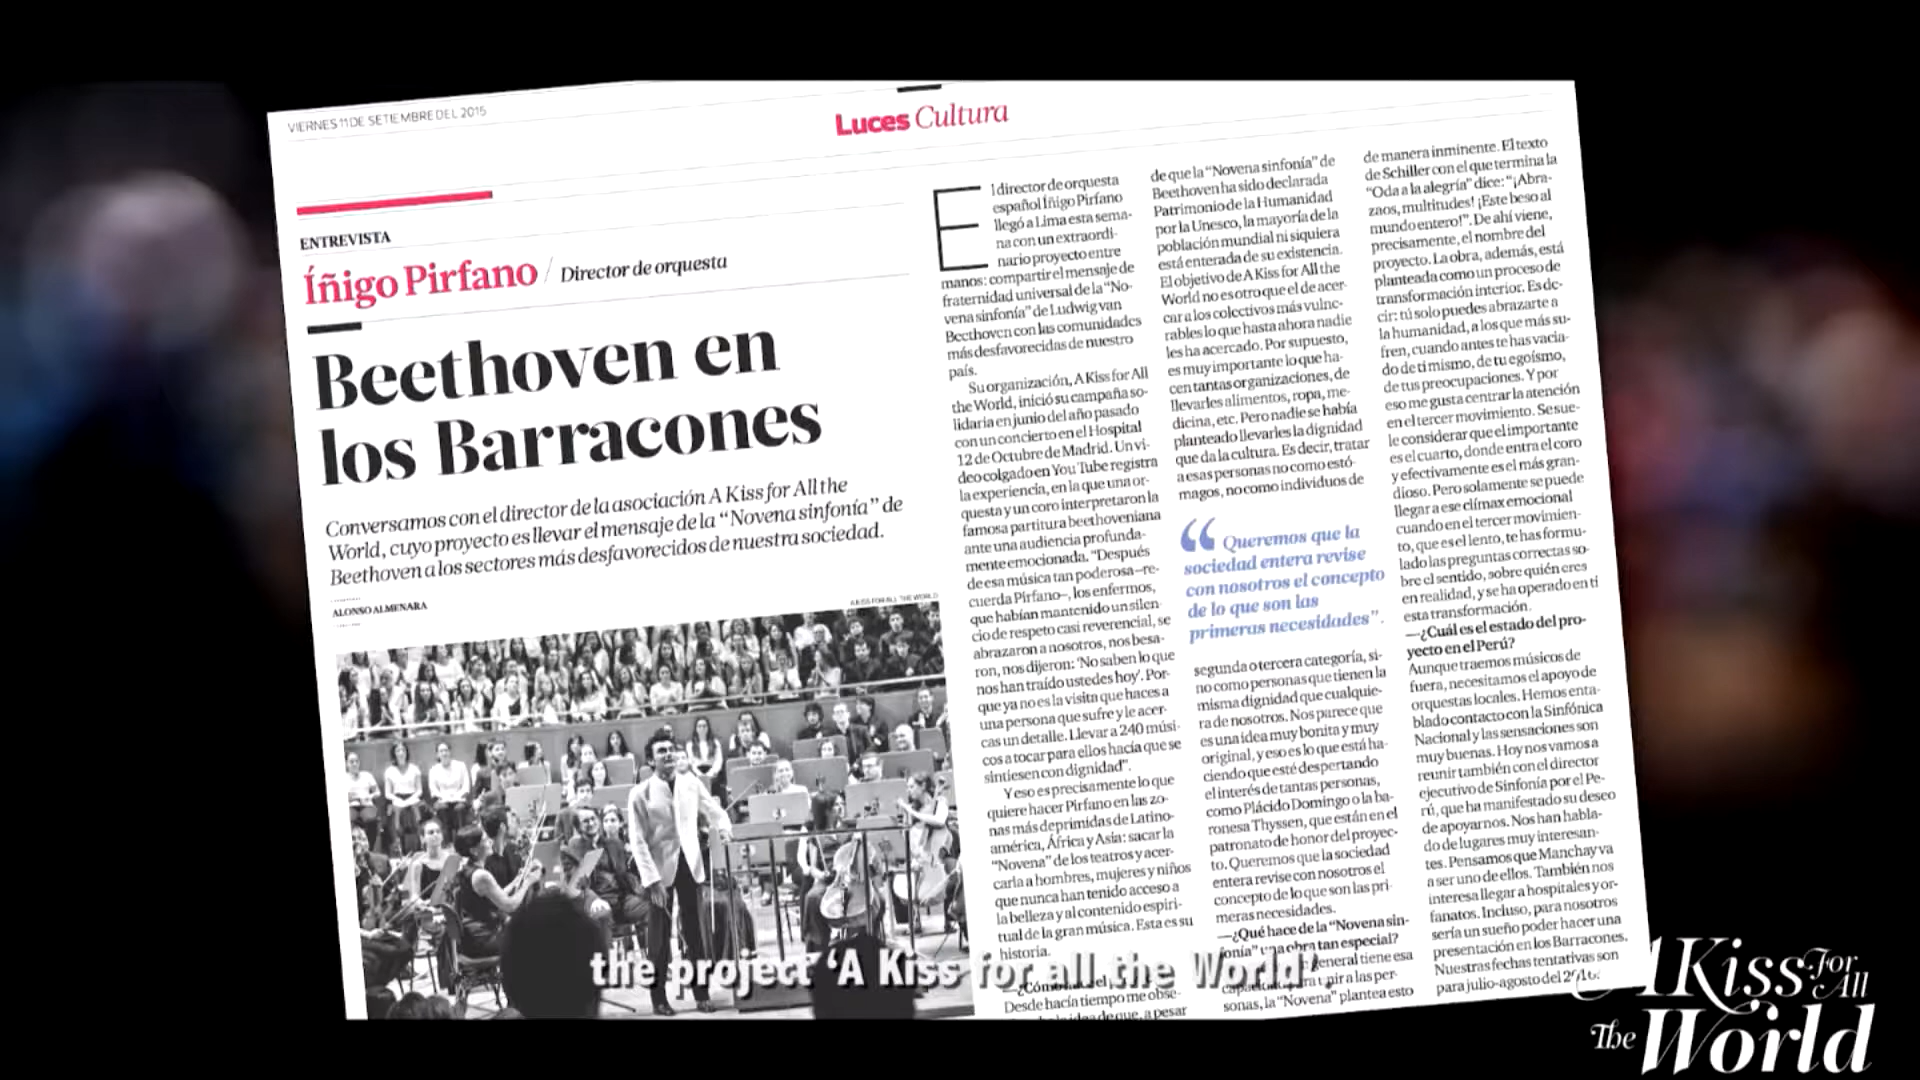 VIERNES 11 DE SETIEMBRE DEL 2015
Luces Cultura
ENTREVISTA
Íñigo Pirfano / Director de orquesta
Beethoven en
los Barracones
Conversamos con el director de la asociación A Kiss for All the
World, cuyo proyecto es llevar el mensaje de la “Novena sinfonía” de
Beethoven a los sectores más desfavorecidos de nuestra sociedad.
ALONSO ALMENARA
A KISS FOR ALL THE WORLD
El director de orquesta
español Íñigo Pirfano
llegó a Lima esta sema-
na con un extraordi-
nario proyecto entre
manos: compartir el mensaje de
fraternidad universal de la “No-
vena sinfonía” de Ludwig van
Beethoven con las comunidades
más desfavorecidas de nuestro
país.
Su organización, A Kiss for All
the World, inició su campaña so-
lidaria en junio del año pasado
con un concierto en el Hospital
12 de Octubre de Madrid. Un vi-
deo colgado en YouTube registra
la experiencia, en la que una or-
questa y un coro interpretaron la
famosa partitura beethoveniana
ante una audiencia profunda-
mente emocionada. “Después
de esa música tan poderosa –re-
cuerda Pirfano–, los enfermos,
que habían mantenido un silen-
cio de respeto casi reverencial, se
abrazaron a nosotros, nos besa-
ron, nos dijeron: ‘No saben lo que
nos han traído ustedes hoy’. Por-
que ya no es la visita que haces a
una persona que sufre y le acer-
cas un detalle. Llevar a 240 músi-
cos a tocar para ellos hacía que se
sintiesen con dignidad”.
Y eso es precisamente lo que
quiere hacer Pirfano en las zo-
nas más deprimidas de Latino-
américa, África y Asia: sacar la
“Novena” de los teatros y acer-
carla a hombres, mujeres y niños
que nunca han tenido acceso a
la belleza y al contenido espiri-
tual de la gran música. Esta es su
historia.
Desde hacía tiempo me obse-
de que, a pesar
de que la “Novena sinfonía” de
Beethoven ha sido declarada
Patrimonio de la Humanidad
por la Unesco, la mayoría de la
población mundial ni siquiera
está enterada de su existencia.
El objetivo de A Kiss for All the
World no es otro que el de acer-
car a los colectivos más vulne-
rables lo que hasta ahora nadie
les ha acercado. Por supuesto,
es muy importante lo que ha-
cen tantas organizaciones, de
llevarles alimentos, ropa, me-
dicina, etc. Pero nadie se había
planteado llevarles la dignidad
que da la cultura. Es decir, tratar
a esas personas no como estó-
magos, no como individuos de
“Queremos que la
sociedad entera revise
con nosotros el concepto
de lo que son las
primeras necesidades”.
segunda o tercera categoría, si-
no como personas que tienen la
misma dignidad que cualquie-
ra de nosotros. Nos parece que
es una idea muy bonita y muy
original, y eso es lo que está ha-
ciendo que esté despertando
el interés de tantas personas,
como Plácido Domingo o la ba-
ronesa Thyssen, que están en el
patronato de honor del proyec-
to. Queremos que la sociedad
entera revise con nosotros el
concepto de lo que son las pri-
meras necesidades.
—¿Qué hace de la “Novena sin-
fonía” una obra tan especial?
general tiene esa
a las per-
sonas, la “Novena” plantea esto
de manera inminente. El texto
de Schiller con el que termina la
“Oda a la alegría” dice: “¡Abra-
zaos, multitudes! ¡Este beso al
mundo entero!”. De ahí viene,
precisamente, el nombre del
proyecto. La obra, además, está
planteada como un proceso de
transformación interior. Es de-
cir: tú solo puedes abrazarte a
la humanidad, a los que más su-
fren, cuando antes te has vacia-
do de ti mismo, de tu egoísmo,
de tus preocupaciones. Y por
eso me gusta centrar la atención
en el tercer movimiento. Se sue-
le considerar que el importante
es el cuarto, donde entra el coro
y efectivamente es el más gran-
dioso. Pero solamente se puede
llegar a ese clímax emocional
cuando en el tercer movimien-
to, que es el lento, te has formu-
lado las preguntas correctas so-
bre el sentido, sobre quién eres
en realidad, y se ha operado en ti
esta transformación.
—¿Cuál es el estado del pro-
yecto en el Perú?
Aunque traemos músicos de
fuera, necesitamos el apoyo de
orquestas locales. Hemos enta-
blado contacto con la Sinfónica
Nacional y las sensaciones son
muy buenas. Hoy nos vamos a
reunir también con el director
ejecutivo de Sinfonía por el Pe-
rú, que ha manifestado su deseo
de apoyarnos. Nos han habla-
do de lugares muy interesan-
tes. Pensamos que Manchay va
a ser uno de ellos. También nos
interesa llegar a hospitales y or-
fanatos. Incluso, para nosotros
sería un sueño poder hacer una
presentación en los Barracones.
Nuestras fechas tentativas son
para julio-agosto del 2016.
the project ‘A Kiss for all the World’,
A Kiss For All
The World